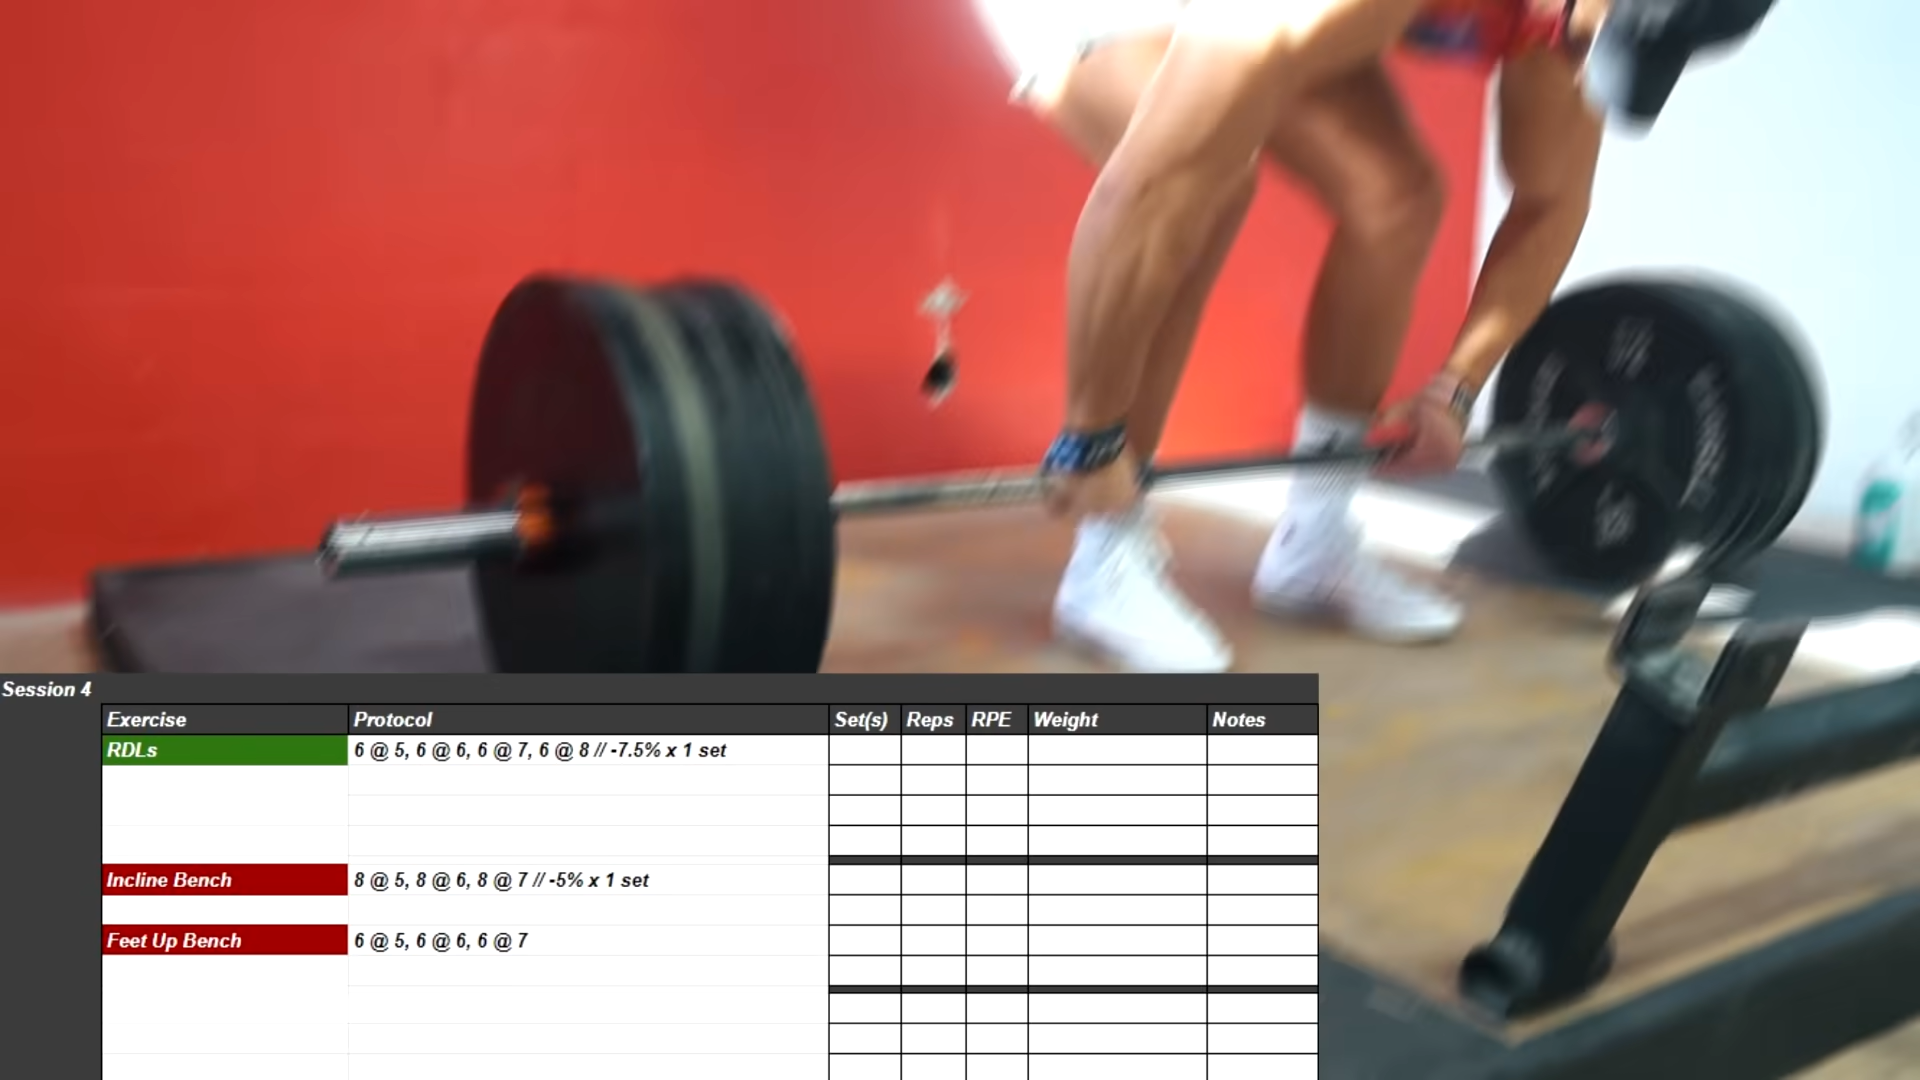 Session 4
Exercise Protocol Set(s) Reps RPE Weight Notes
RDLs 6 @ 5, 6 @ 6, 6 @ 7, 6 @ 8 // -7.5% x 1 set
Incline Bench 8 @ 5, 8 @ 6, 8 @ 7 // -5% x 1 set
Feet Up Bench 6 @ 5, 6 @ 6, 6 @ 7